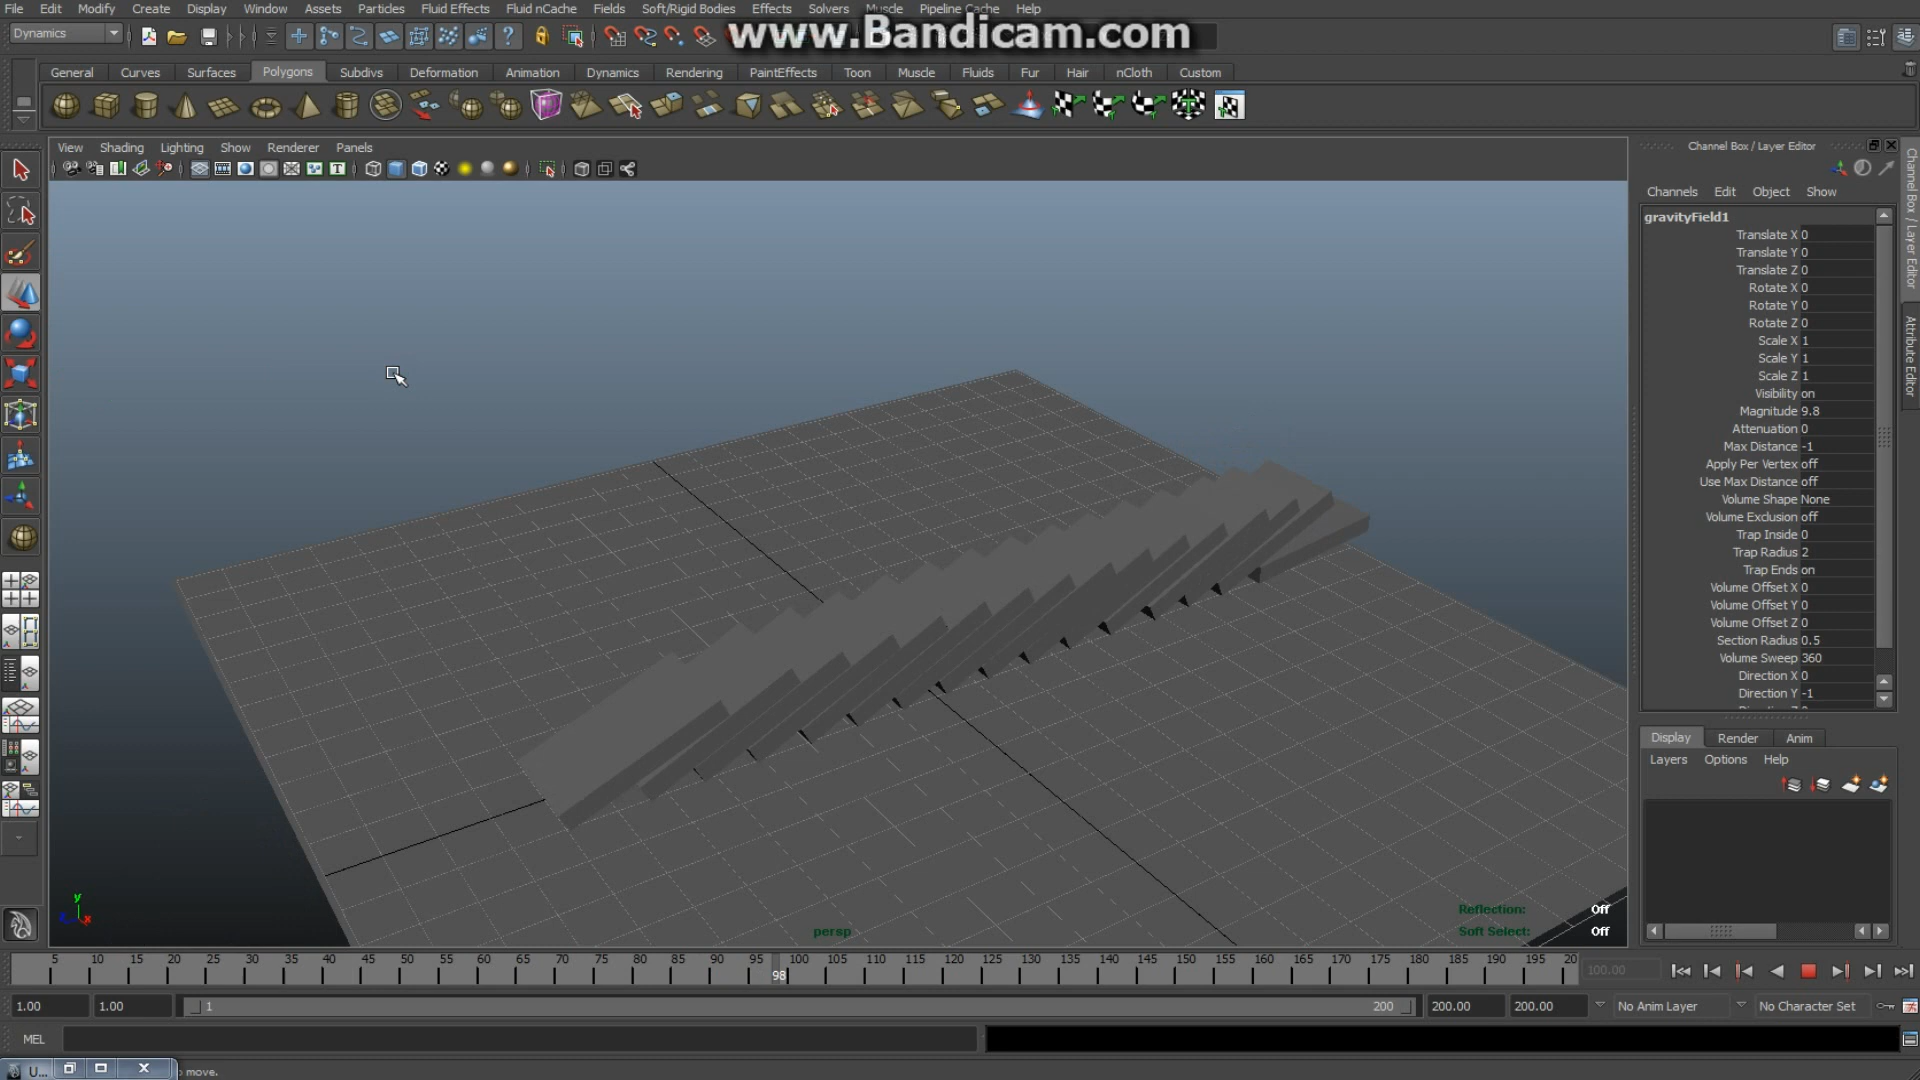 File Edit Modify Create Display Window Assets Particles Fluid Effects Fluid nCache Fields Soft/Rigid Bodies Effects Solvers Muscle Pipeline Cache Help
www.Bandicam.com
Dynamics
General Curves Surfaces Polygons Subdivs Deformation Animation Dynamics Rendering PaintEffects Toon Muscle Fluids Fur Hair nCloth Custom
View Shading Lighting Show Renderer Panels
Channel Box / Layer Editor
Channels Edit Object Show
gravityField1
Translate X 0
Translate Y 0
Translate Z 0
Rotate X 0
Rotate Y 0
Rotate Z 0
Scale X 1
Scale Y 1
Scale Z 1
Visibility on
Magnitude 9.8
Attenuation 0
Max Distance -1
Apply Per Vertex off
Use Max Distance off
Volume Shape None
Volume Exclusion off
Trap Inside 0
Trap Radius 2
Trap Ends on
Volume Offset X 0
Volume Offset Y 0
Volume Offset Z 0
Section Radius 0.5
Volume Sweep 360
Direction X 0
Direction Y -1
Channel Box / Layer Editor
Attribute Editor
Display Render Anim
Layers Options Help
y
x
persp
Reflection: Off
Soft Select: Off
5 10 15 20 25 30 35 40 45 50 55 60 65 70 75 80 85 90 95 100 105 110 115 120 125 130 135 140 145 150 155 160 165 170 175 180 185 190 195 20
98
100.00
1.00 1.00 1 200 200.00 200.00 No Anim Layer No Character Set
MEL
U... move.